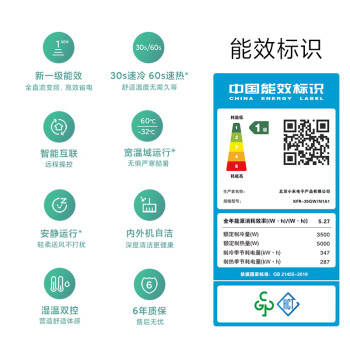 1 NEW
新一级能效
全直流变频，高效省电
30s/60s
30s速冷 60s速热*
舒适温度无需久等
智能互联
远程操控
60℃
-32℃
宽温域运行*
无惧严寒酷暑
安静运行*
轻柔送风不打扰
内外机自洁
深度清洁更健康
湿温双控
营造舒适体感
6
6年质保
售后无忧
能效标识
中国能效标识
CHINA ENERGY LABEL
耗能低
1
2
3
4
5
耗能高
1级
生产者名称：
北京小米电子产品有限公司
规格型号：
KFR-35GW/N1A1
全年能源消耗效率[(W·h)/(W·h)] 5.27
额定制冷量(W) 3500
额定制热量(W) 5000
制冷季节耗电量(kW·h) 347
制热季节耗电量(kW·h) 287
依据国家标准：GB 21455-2019